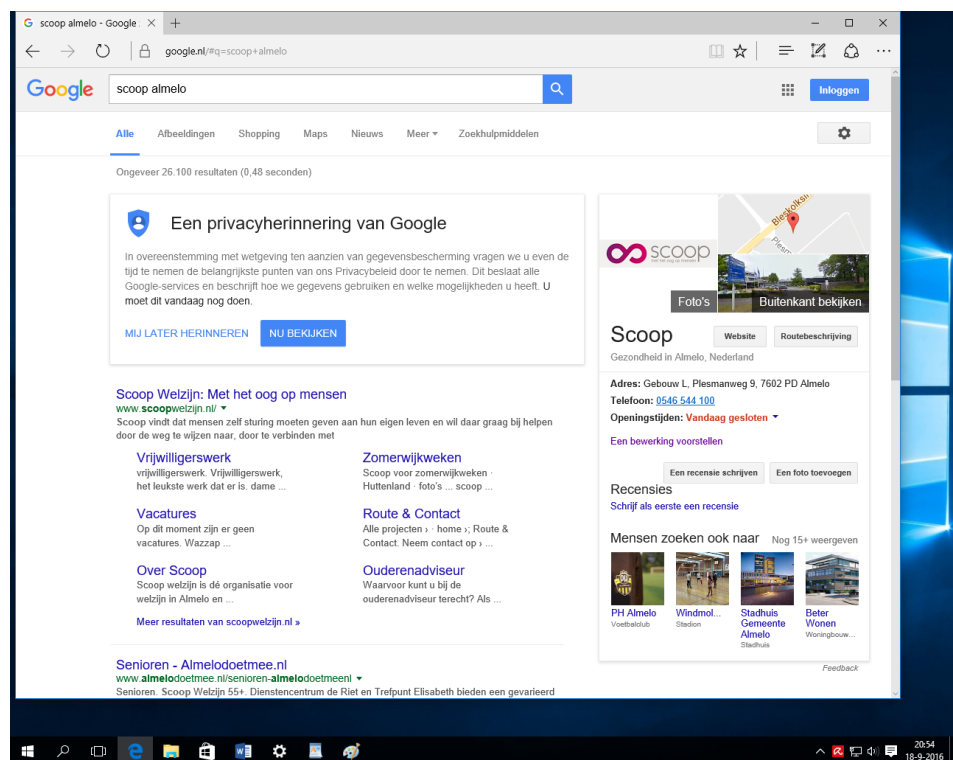 scoop almelo - Google
google.nl/#q=scoop+almelo
Google
scoop almelo
Inloggen
Alle
Afbeeldingen
Shopping
Maps
Nieuws
Meer
Zoekhulpmiddelen
Ongeveer 26.100 resultaten (0,48 seconden)
Een privacyherinnering van Google
In overeenstemming met wetgeving ten aanzien van gegevensbescherming vragen we u even de
tijd te nemen de belangrijkste punten van ons Privacybeleid door te nemen. Dit beslaat alle
Google-services en beschrijft hoe we gegevens gebruiken en welke mogelijkheden u heeft. U
moet dit vandaag nog doen.
MIJ LATER HERINNEREN
NU BEKIJKEN
Scoop Welzijn: Met het oog op mensen
www.scoopwelzijn.nl/
Scoop vindt dat mensen zelf sturing moeten geven aan hun eigen leven en wil daar graag bij helpen
door de weg te wijzen naar, door te verbinden met
Vrijwilligerswerk
vrijwilligerswerk. Vrijwilligerswerk,
het leukste werk dat er is. dame ...
Zomerwijkweken
Scoop voor zomerwijkweken ·
Huttenland · foto's ... scoop ...
Vacatures
Op dit moment zijn er geen
vacatures. Wazzap ...
Route & Contact
Alle projecten › · home ›; Route &
Contact. Neem contact op › ...
Over Scoop
Scoop welzijn is dé organisatie voor
welzijn in Almelo en ...
Ouderenadviseur
Waarvoor kunt u bij de
ouderenadviseur terecht? Als ...
Meer resultaten van scoopwelzijn.nl »
Senioren - Almelodoetmee.nl
www.almelodoetmee.nl/senioren-almelodoetmeenl
Senioren. Scoop Welzijn 55+. Dienstencentrum de Riet en Trefpunt Elisabeth bieden een gevarieerd
scoop
met het oog op mensen
Foto's
Buitenkant bekijken
Scoop
Website
Routebeschrijving
Gezondheid in Almelo, Nederland
Adres: Gebouw L, Plesmanweg 9, 7602 PD Almelo
Telefoon: 0546 544 100
Openingstijden: Vandaag gesloten
Een bewerking voorstellen
Een recensie schrijven
Een foto toevoegen
Recensies
Schrijf als eerste een recensie
Mensen zoeken ook naar
Nog 15+ weergeven
PH Almelo
Voetbalclub
Windmol...
Stadion
Stadhuis
Gemeente
Almelo
Stadhuis
Beter
Wonen
Woningbouw...
Feedback
20:54
18-9-2016